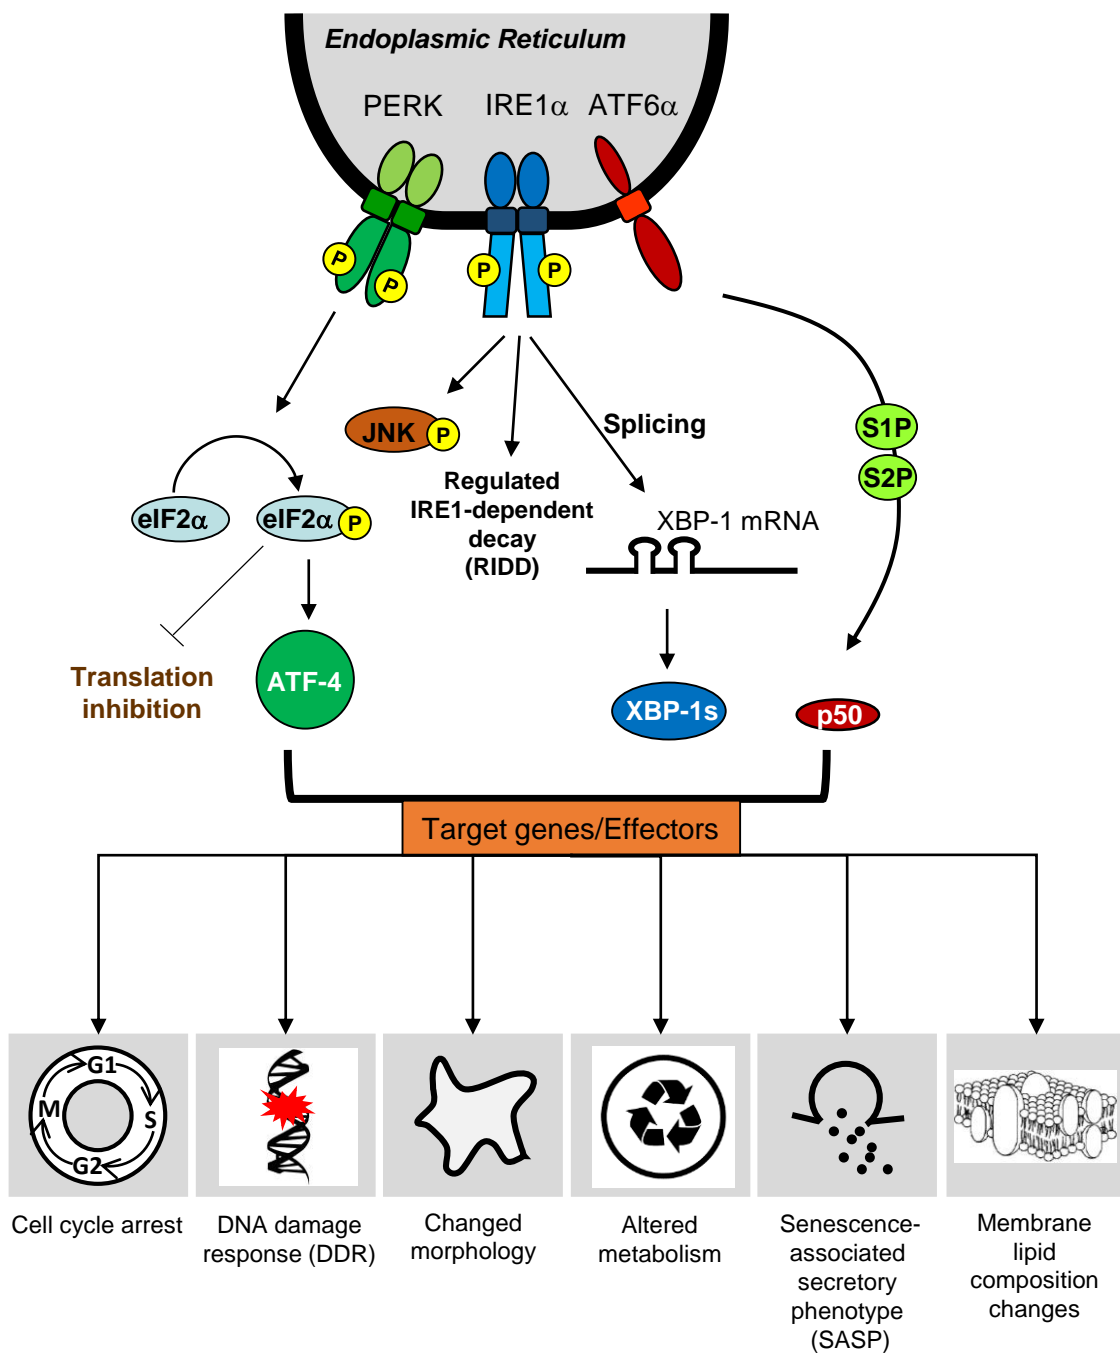 Endoplasmic Reticulum
PERK
IRE1α
ATF6α
P
P
P
P
JNK
P
Splicing
S1P
S2P
Regulated
IRE1-dependent
decay
(RIDD)
eIF2α
eIF2α
P
XBP-1 mRNA
Translation
inhibition
ATF-4
XBP-1s
p50
Target genes/Effectors
G1
M
S
G2
Cell cycle arrest
DNA damage
response (DDR)
Changed
morphology
Altered
metabolism
Senescence-
associated
secretory
phenotype
(SASP)
Membrane
lipid
composition
changes